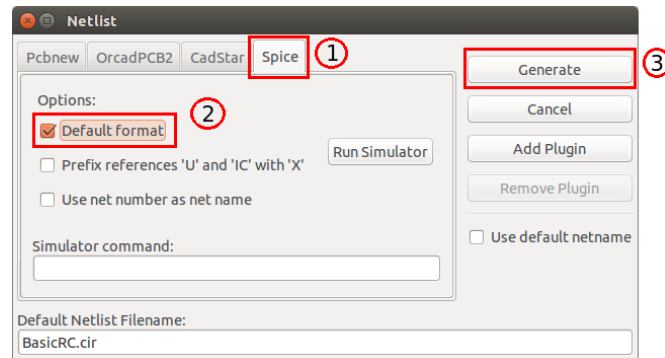 Netlist
Pcbnew OrcadPCB2 CadStar Spice 1
Generate 3
Options:
2
Cancel
Default format
Run Simulator
Add Plugin
Prefix references 'U' and 'IC' with 'X'
Remove Plugin
Use net number as net name
Use default netname
Simulator command:
Default Netlist Filename:
BasicRC.cir